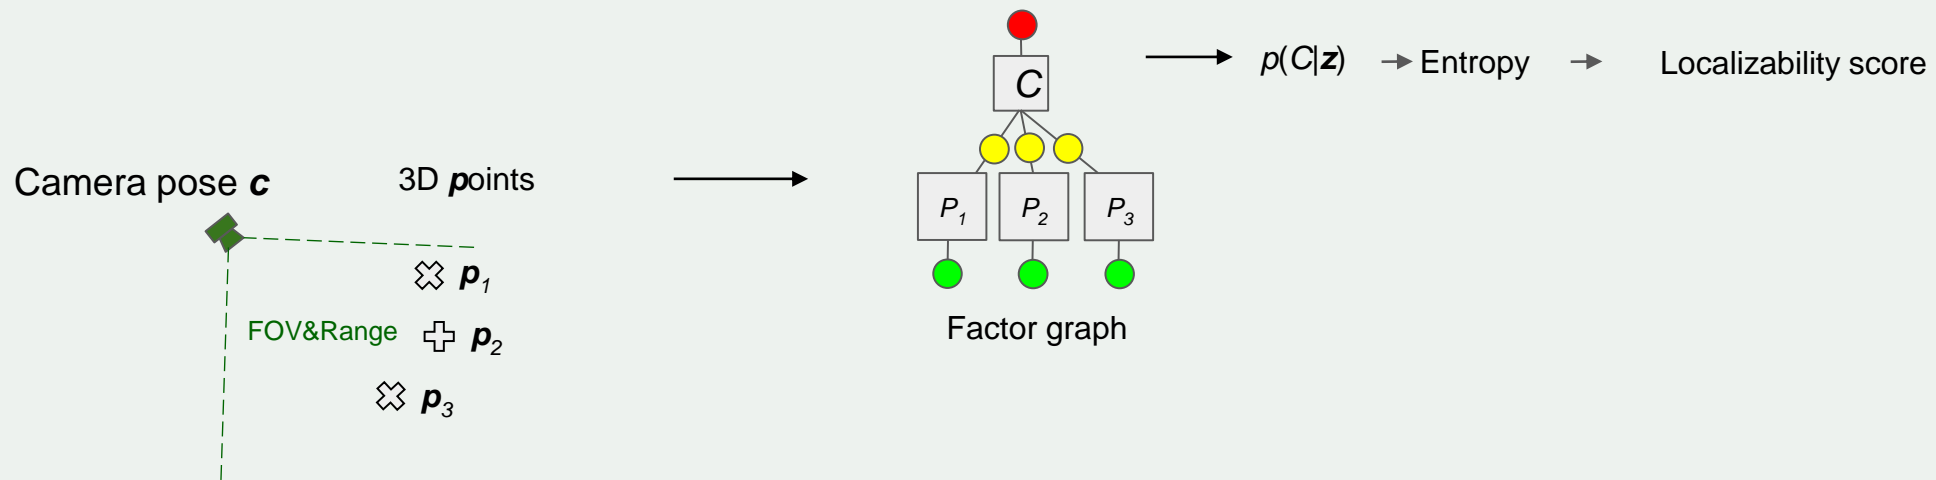 Camera pose c
3D points
FOV&Range
p1
p2
p3
C
P1
P2
P3
Factor graph
p(C|z)
Entropy
Localizability score